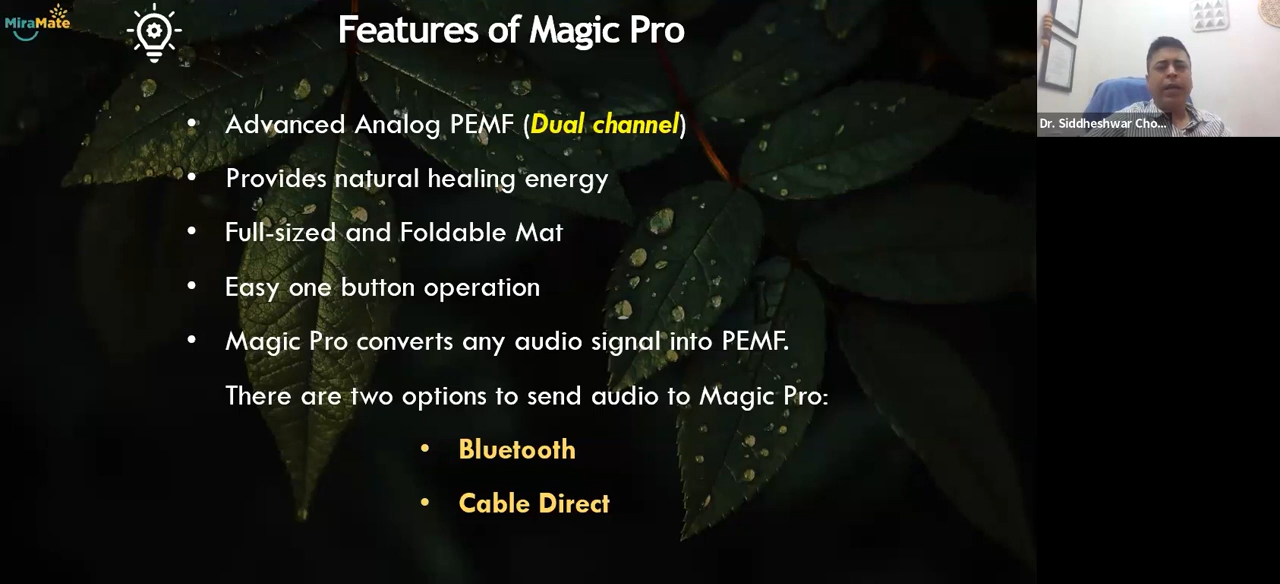 MiraMate
Features of Magic Pro
• Advanced Analog PEMF (Dual channel)
• Provides natural healing energy
• Full-sized and Foldable Mat
• Easy one button operation
• Magic Pro converts any audio signal into PEMF.
There are two options to send audio to Magic Pro:
• Bluetooth
• Cable Direct
Dr. Siddheshwar Cho...